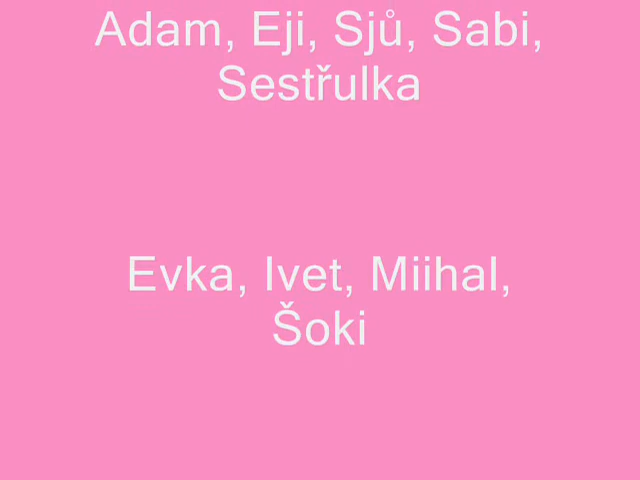 Adam, Eji, Sjů, Sabi,
Sestřulka
Evka, Ivet, Miihal,
Šoki